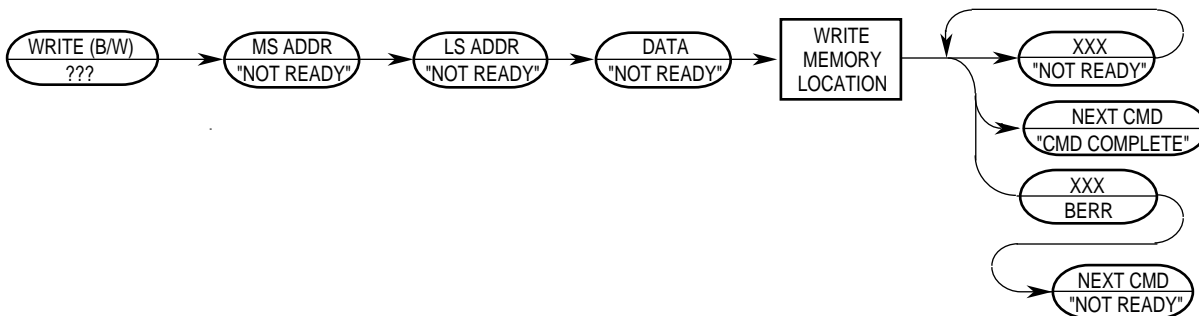 WRITE (B/W)
???
MS ADDR
"NOT READY"
LS ADDR
"NOT READY"
DATA
"NOT READY"
WRITE
MEMORY
LOCATION
XXX
"NOT READY"
NEXT CMD
"CMD COMPLETE"
XXX
BERR
NEXT CMD
"NOT READY"